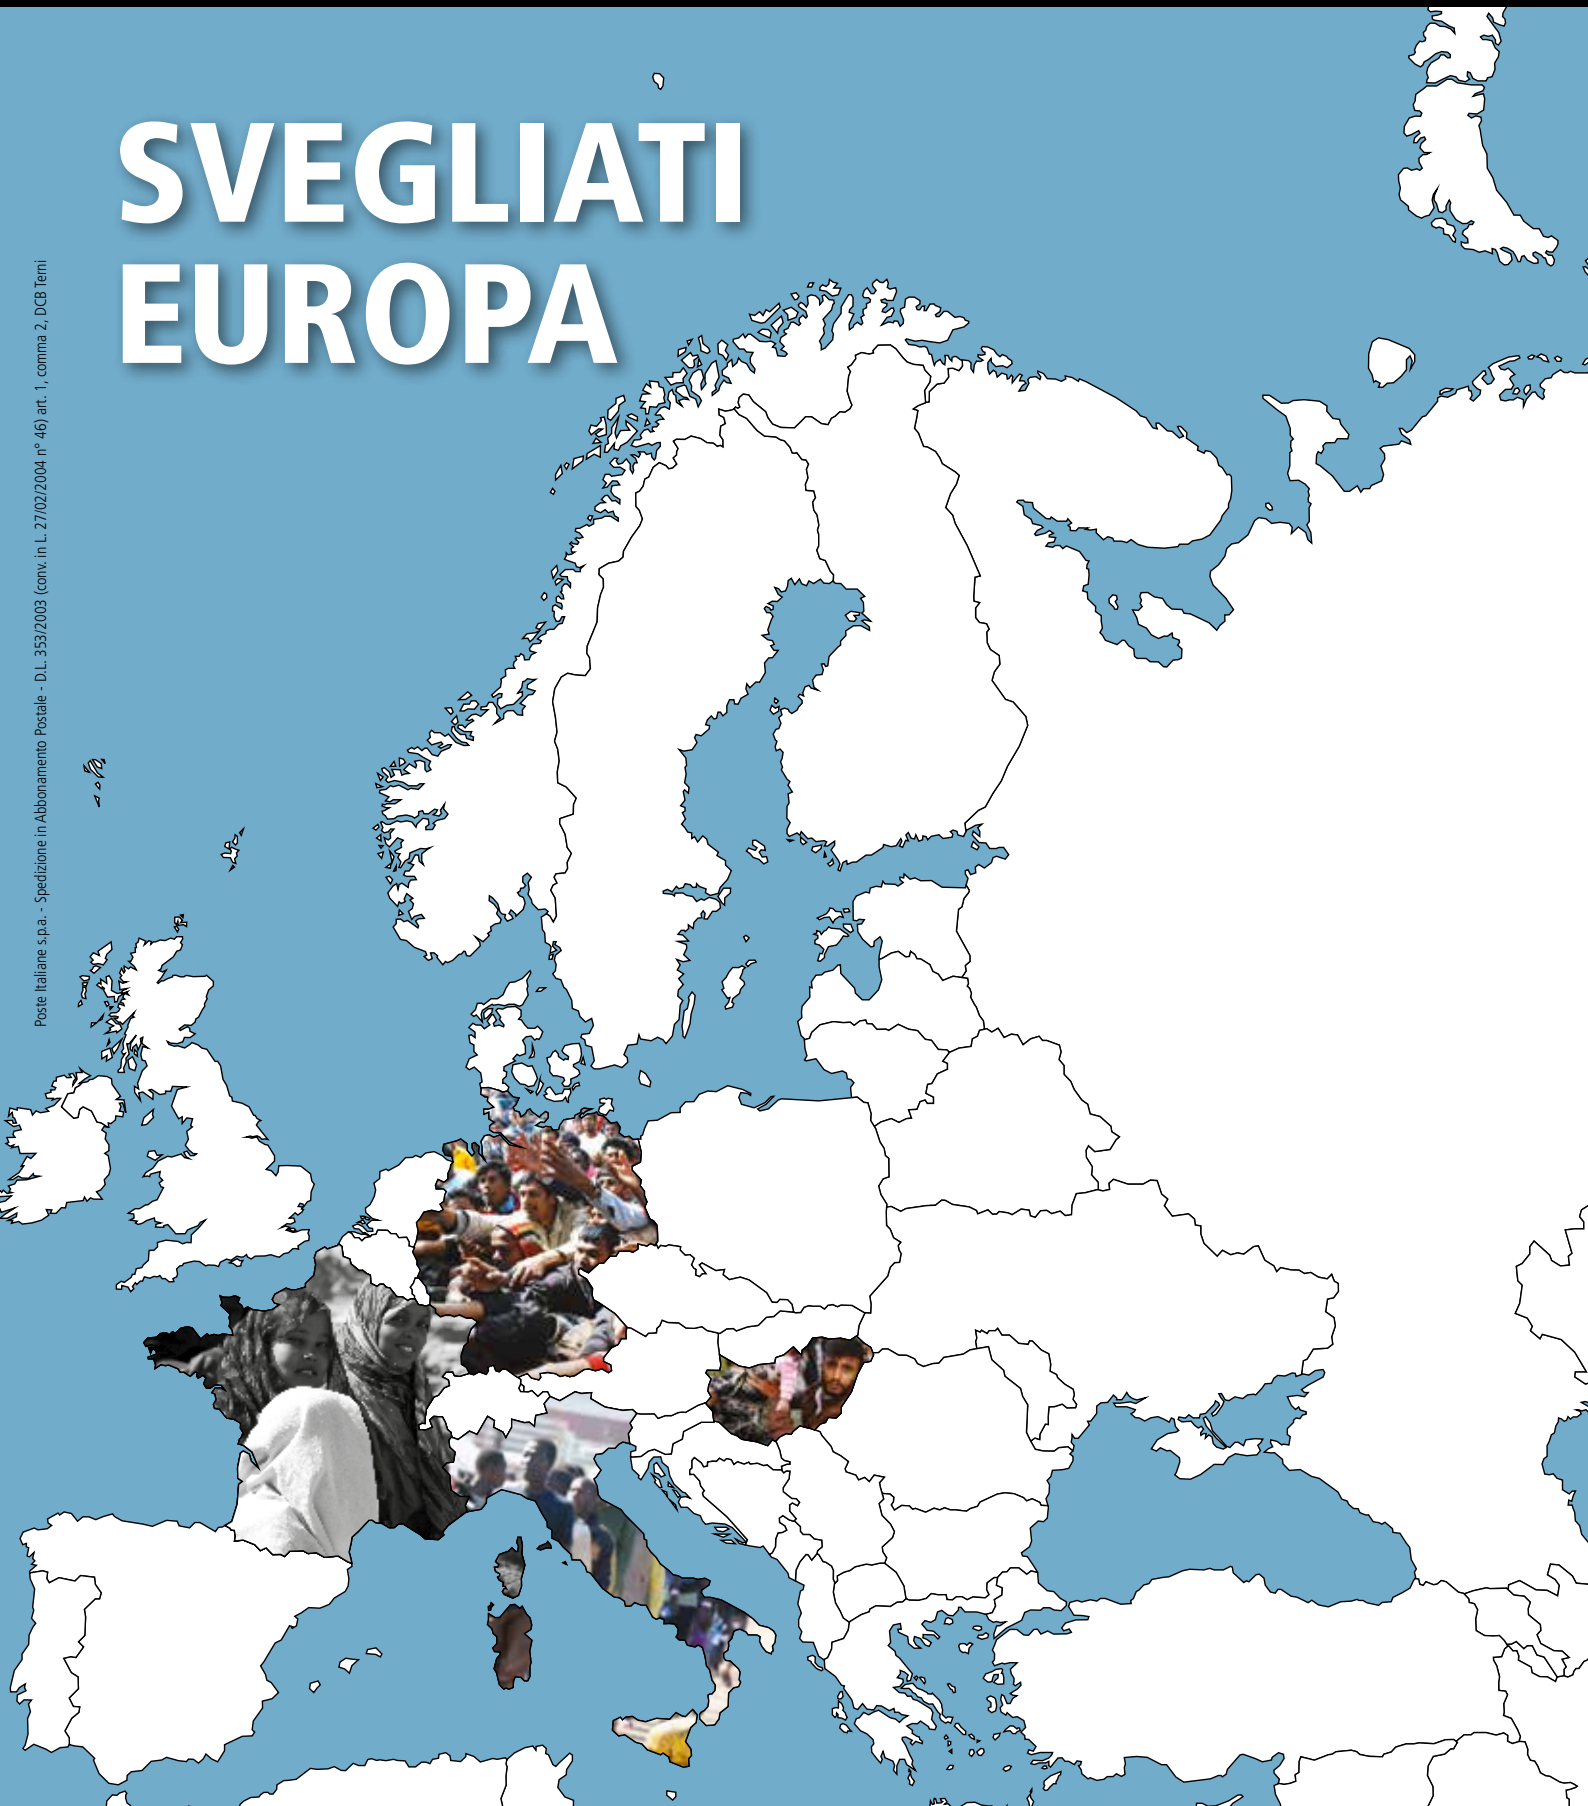 SVEGLIATI
EUROPA
Poste Italiane s.p.a. - Spedizione in Abbonamento Postale - D.L. 353/2003 (conv. in L. 27/02/2004 n° 46) art. 1, comma 2, DCB Terni